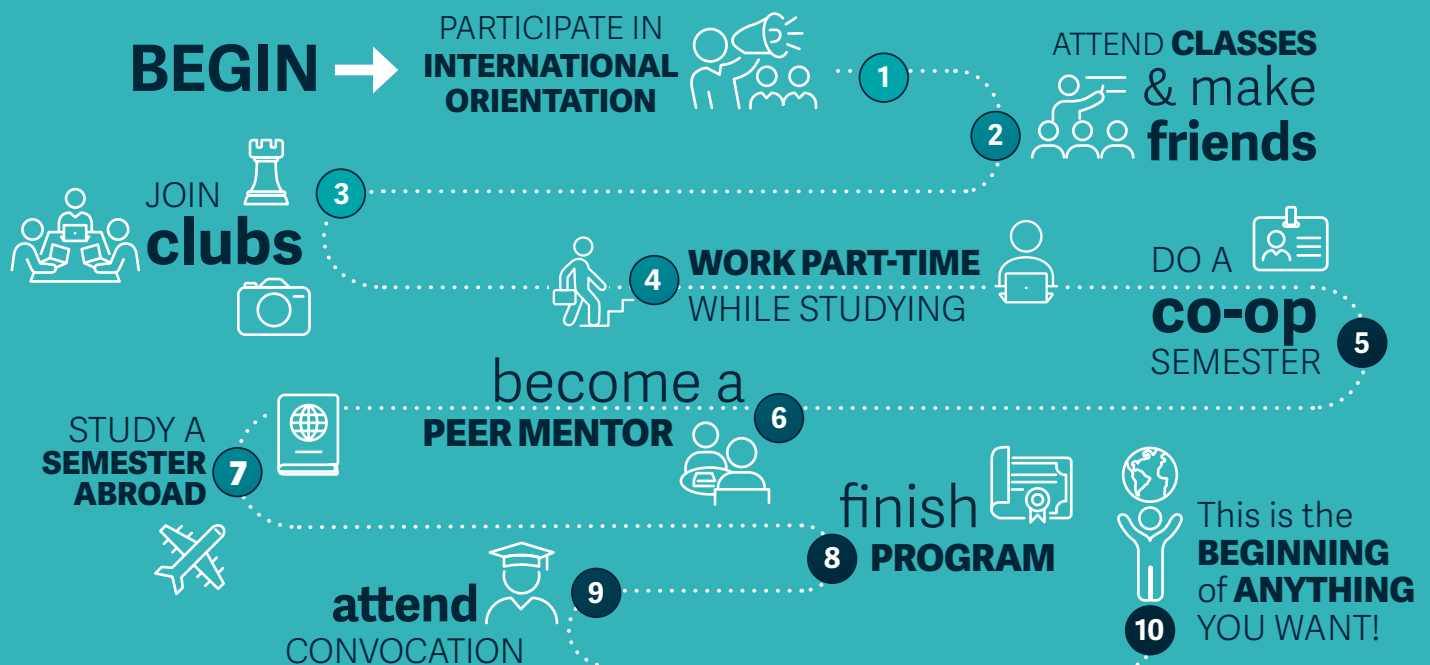 BEGIN
PARTICIPATE IN
INTERNATIONAL
ORIENTATION
1
2
ATTEND CLASSES
& make
friends
3
JOIN
clubs
4
WORK PART-TIME
WHILE STUDYING
DO A
co-op
SEMESTER
5
become a
PEER MENTOR
6
STUDY A
SEMESTER
ABROAD
7
finish
PROGRAM
8
attend
CONVOCATION
9
This is the
BEGINNING
of ANYTHING
YOU WANT!
10